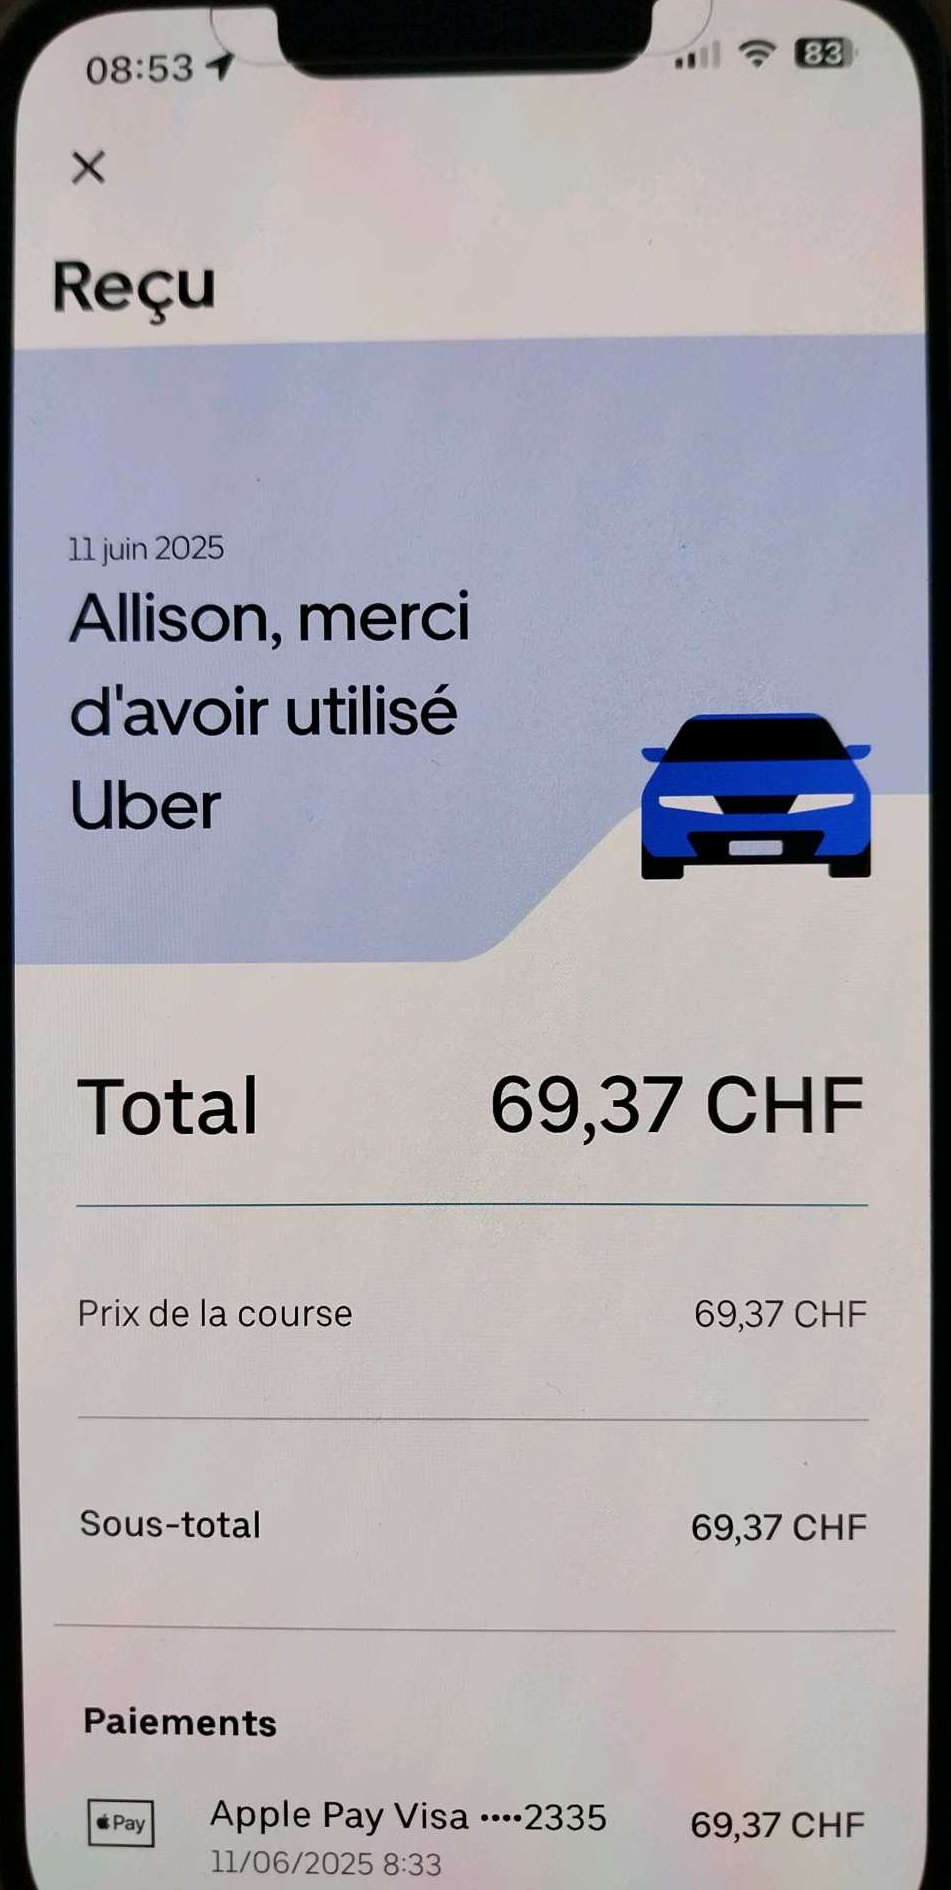 08:53
83
Reçu
11 juin 2025
Allison, merci
d'avoir utilisé
Uber
Total 69,37 CHF
Prix de la course 69,37 CHF
Sous-total 69,37 CHF
Paiements
Pay Apple Pay Visa ····2335 69,37 CHF
11/06/2025 8:33